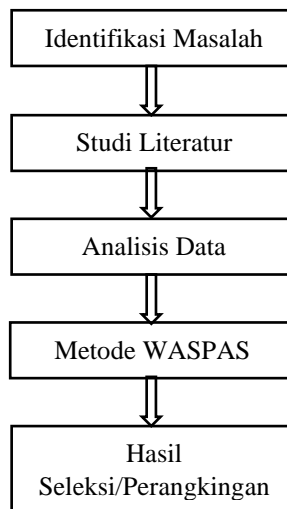 Identifikasi Masalah
Studi Literatur
Analisis Data
Metode WASPAS
Hasil
Seleksi/Perangkingan